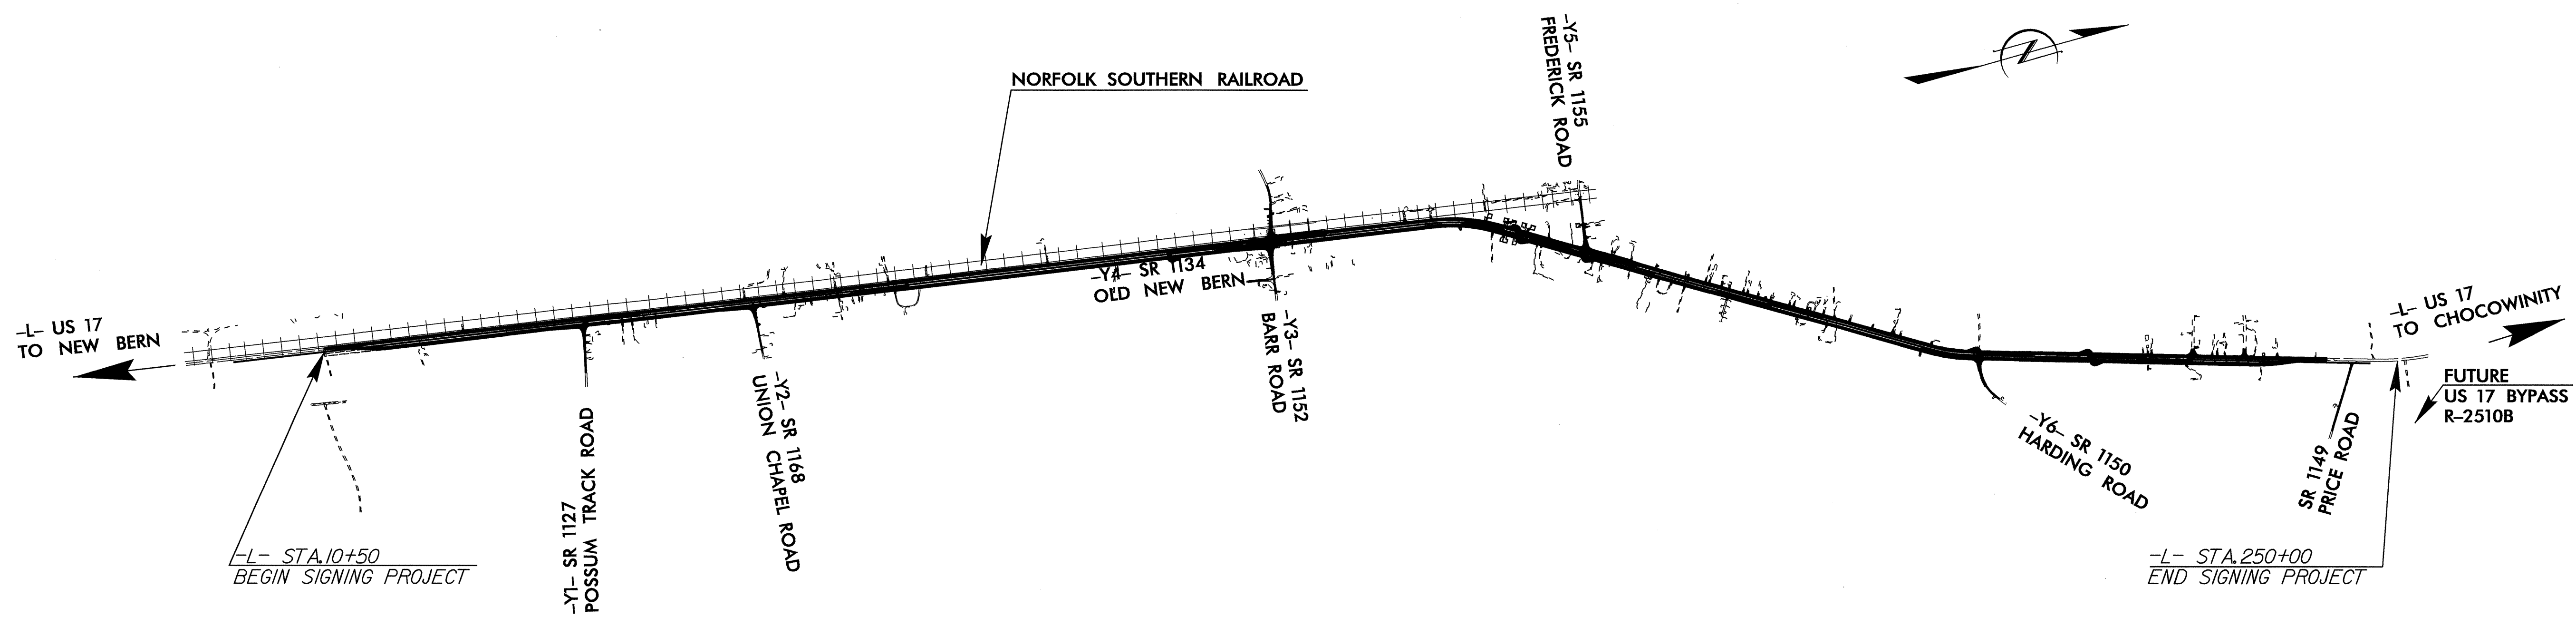 NORFOLK SOUTHERN RAILROAD
-Y5- SR 1155
FREDERICK ROAD
-L- US 17
TO NEW BERN
-Y4- SR 1134
OLD NEW BERN
-Y3- SR 1152
BARR ROAD
-L- US 17
TO CHOCOWINITY
FUTURE
US 17 BYPASS
R-2510B
-Y1- SR 1127
POSSUM TRACK ROAD
-Y2- SR 1168
UNION CHAPEL ROAD
-Y6- SR 1150
HARDING ROAD
SR 1149
PRICE ROAD
-L- STA.10+50
BEGIN SIGNING PROJECT
-L- STA.250+00
END SIGNING PROJECT